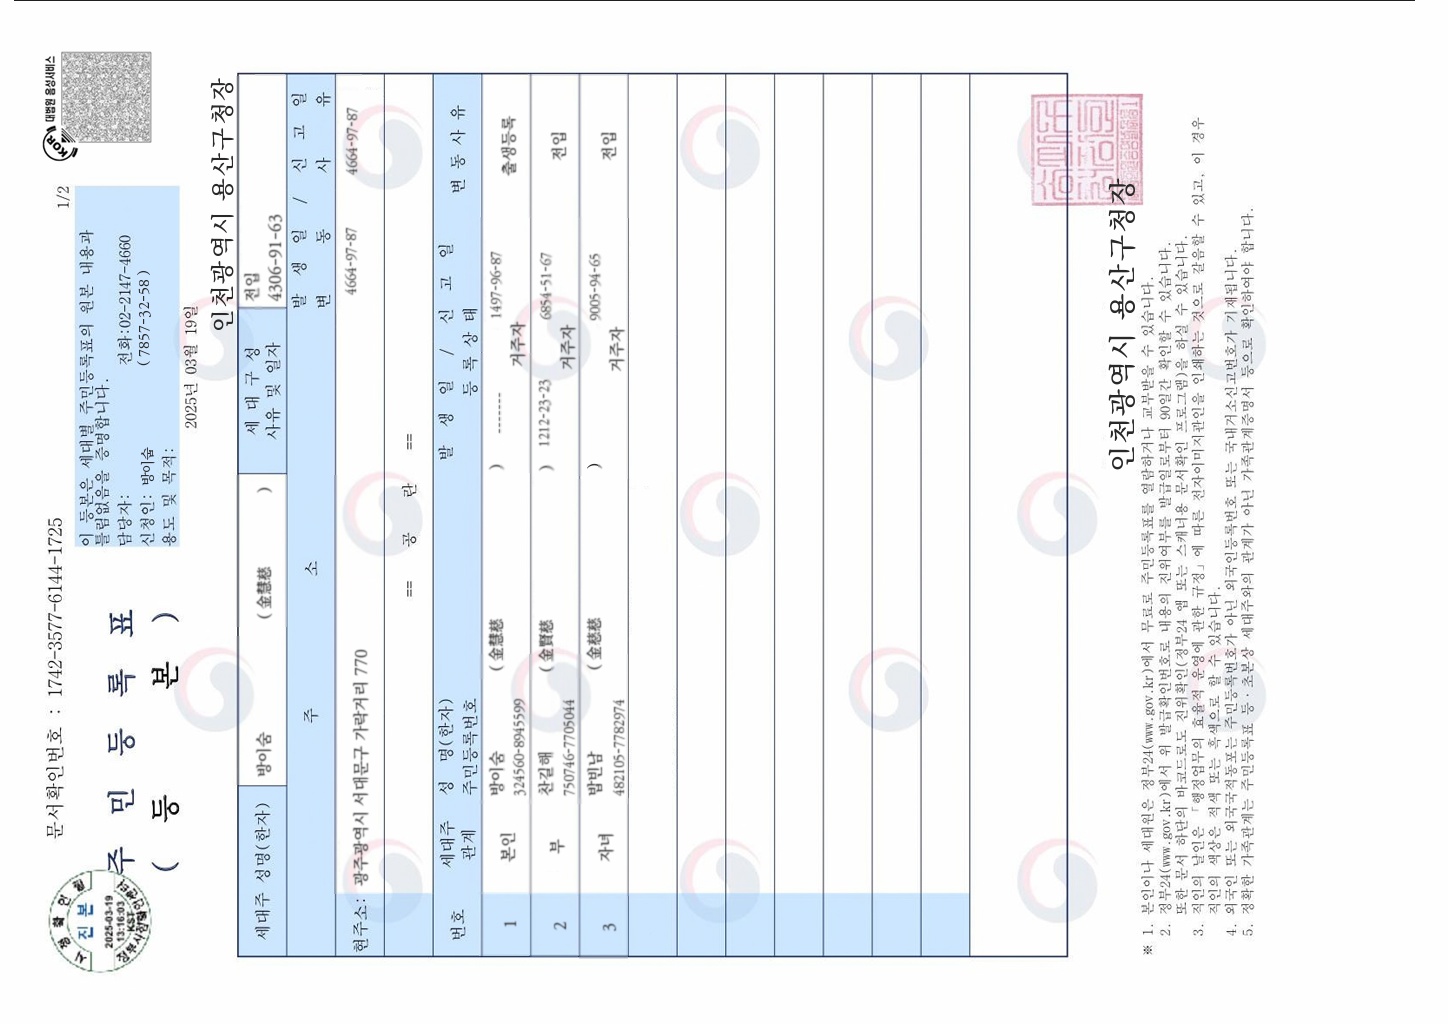 문서확인번호 : 1742-3577-6144-1725
1/2
대법원 음성서비스
KOR
주 민 등 록 표
( 등 본 )
이 등본은 세대별 주민등록표의 원본 내용과
틀림없음을 증명합니다.
담당자: 전화:02-2147-4660
신청인: 방이숨 (7857-32-58)
용도 및 목적:
2025년 03월 19일
진본
2025-03-19
13:16:03
KST
인천광역시 용산구청장
세대주 성명(한자) 방이숨 (金慧慈 )
세 대 구 성
사유 및 일자
전입
4306-91-63
주 소
발 생 일 / 신 고 일
변 동 사 유
현주소: 광주광역시 서대문구 가락거리 770 4664-97-87 4664-97-87
== 공 란 ==
번호
세대주
관계
성 명(한자)
주민등록번호
발 생 일 / 신 고 일
등 록 상 태
변 동 사 유
1 본인 방이숨 (金慧慈 ) ------- 1497-96-87 출생등록
324560-8945599 거주자
2 부 찬길해 (金賢慈 ) 1212-23-23 6854-51-67 전입
750746-7705044 거주자
3 자녀 밥빈남 (金慈慈 ) 9005-94-65 전입
482105-7782974 거주자
인천광역시 용산구청장
※ 1. 본인이나 세대원은 정부24(www.gov.kr)에서 무료로 주민등록표를 열람하거나 교부받을 수 있습니다.
2. 정부24(www.gov.kr)에서 위 발급확인번호로 내용의 진위여부를 발급일로부터 90일간 확인할 수 있습니다.
또한 문서 하단의 바코드로도 진위확인(정부24 앱 또는 스캐너용 문서확인 프로그램)을 하실 수 있습니다.
3. 직인의 날인은 「행정업무의 효율적 운영에 관한 규정」에 따른 전자이미지관인을 인쇄하는 것으로 갈음할 수 있고, 이 경우
직인의 색상은 적색 또는 흑색으로 할 수 있습니다.
4. 외국인 또는 외국국적동포는 주민등록번호가 아닌 외국인등록번호 또는 국내거소신고번호가 기재됩니다.
5. 정확한 가족관계는 주민등록표 등·초본상 세대주와의 관계가 아닌 가족관계증명서 등으로 확인하여야 합니다.